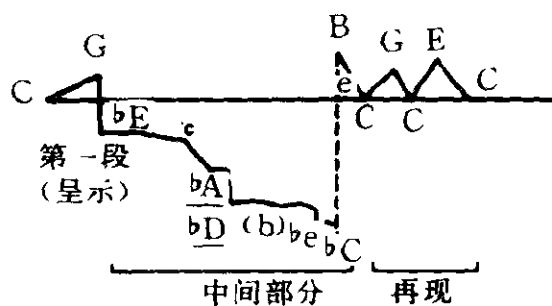 B
G G E
C e C
♭E C C
c
第一段
(呈示)
♭A
♭D (b) ♭e ♭C
中间部分 再现